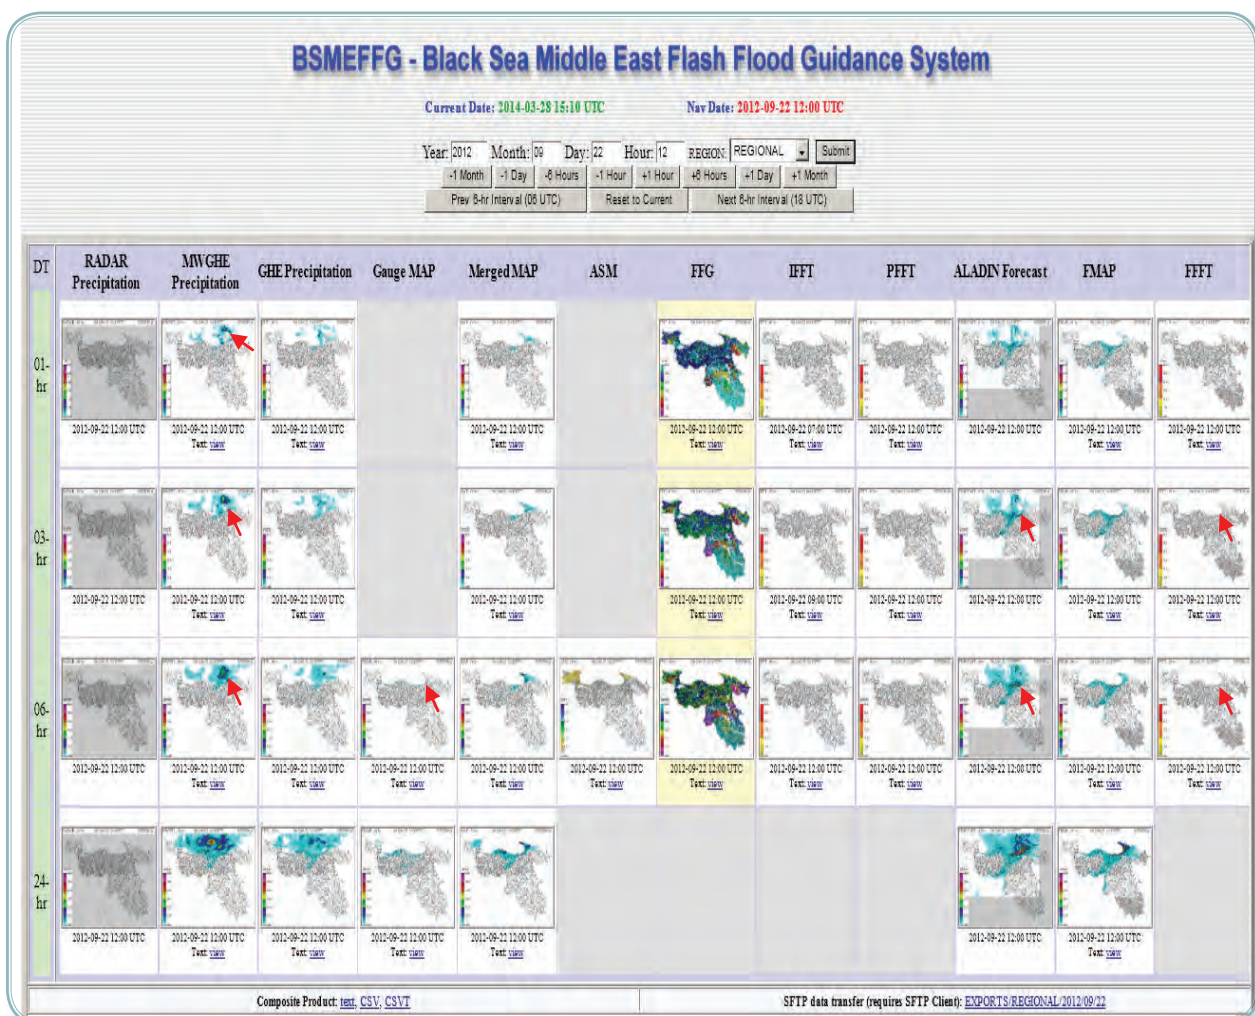 BSMEFFG - Black Sea Middle East Flash Flood Guidance System
Current Date: 2014-03-28 15:10 UTC Nav Date: 2012-09-22 12:00 UTC
Year: 2012 Month: 09 Day: 22 Hour: 12 REGION: REGIONAL Submit
-1 Month -1 Day -6 Hours -1 Hour +1 Hour +6 Hours +1 Day +1 Month
Prev 6-hr Interval (06 UTC) Reset to Current Next 6-hr Interval (18 UTC)
DT RADAR Precipitation MWGHE Precipitation GHE Precipitation Gauge MAP Merged MAP ASM FFG IFFT PFFT ALADIN Forecast FMAP FFFT
01-hr
2012-09-22 12:00 UTC 2012-09-22 12:00 UTC 2012-09-22 12:00 UTC 2012-09-22 12:00 UTC 2012-09-22 12:00 UTC 2012-09-22 07:00 UTC 2012-09-22 12:00 UTC 2012-09-22 12:00 UTC 2012-09-22 12:00 UTC 2012-09-22 12:00 UTC
Text: view Text: view Text: view Text: view Text: view Text: view Text: view Text: view
03-hr
2012-09-22 12:00 UTC 2012-09-22 12:00 UTC 2012-09-22 12:00 UTC 2012-09-22 12:00 UTC 2012-09-22 12:00 UTC 2012-09-22 09:00 UTC 2012-09-22 12:00 UTC 2012-09-22 12:00 UTC 2012-09-22 12:00 UTC 2012-09-22 12:00 UTC
Text: view Text: view Text: view Text: view Text: view Text: view Text: view Text: view
06-hr
2012-09-22 12:00 UTC 2012-09-22 12:00 UTC 2012-09-22 12:00 UTC 2012-09-22 12:00 UTC 2012-09-22 12:00 UTC 2012-09-22 12:00 UTC 2012-09-22 12:00 UTC 2012-09-22 12:00 UTC 2012-09-22 12:00 UTC 2012-09-22 12:00 UTC 2012-09-22 12:00 UTC 2012-09-22 12:00 UTC
Text: view Text: view Text: view Text: view Text: view Text: view Text: view Text: view Text: view Text: view
24-hr
2012-09-22 12:00 UTC 2012-09-22 12:00 UTC 2012-09-22 12:00 UTC 2012-09-22 12:00 UTC 2012-09-22 12:00 UTC 2012-09-22 12:00 UTC 2012-09-22 12:00 UTC
Text: view Text: view Text: view Text: view Text: view
Composite Product: text, CSV, CSVT SFTP data transfer (requires SFTP Client): EXPORTS/REGIONAL/2012/09/22